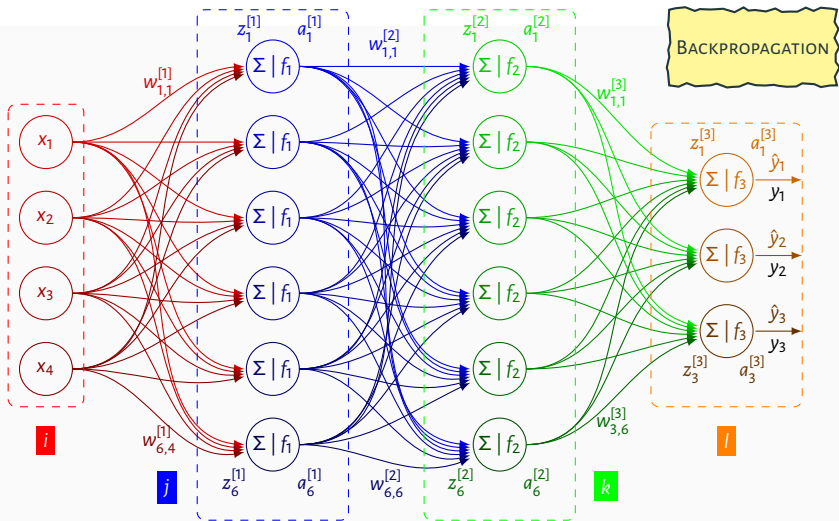 BACKPROPAGATION
z₁^[1] a₁^[1]
z₁^[2] a₁^[2]
w₁,₁^[1]
w₁,₁^[2]
w₁,₁^[3]
z₁^[3] a₁^[3]
x₁
x₂
x₃
x₄
Σ | f₁
Σ | f₁
Σ | f₁
Σ | f₁
Σ | f₁
Σ | f₁
Σ | f₂
Σ | f₂
Σ | f₂
Σ | f₂
Σ | f₂
Σ | f₂
Σ | f₃
ŷ₁
y₁
Σ | f₃
ŷ₂
y₂
Σ | f₃
ŷ₃
y₃
z₃^[3] a₃^[3]
w₆,₄^[1]
w₆,₆^[2]
w₃,₆^[3]
z₆^[1] a₆^[1]
z₆^[2] a₆^[2]
i
j
k
l